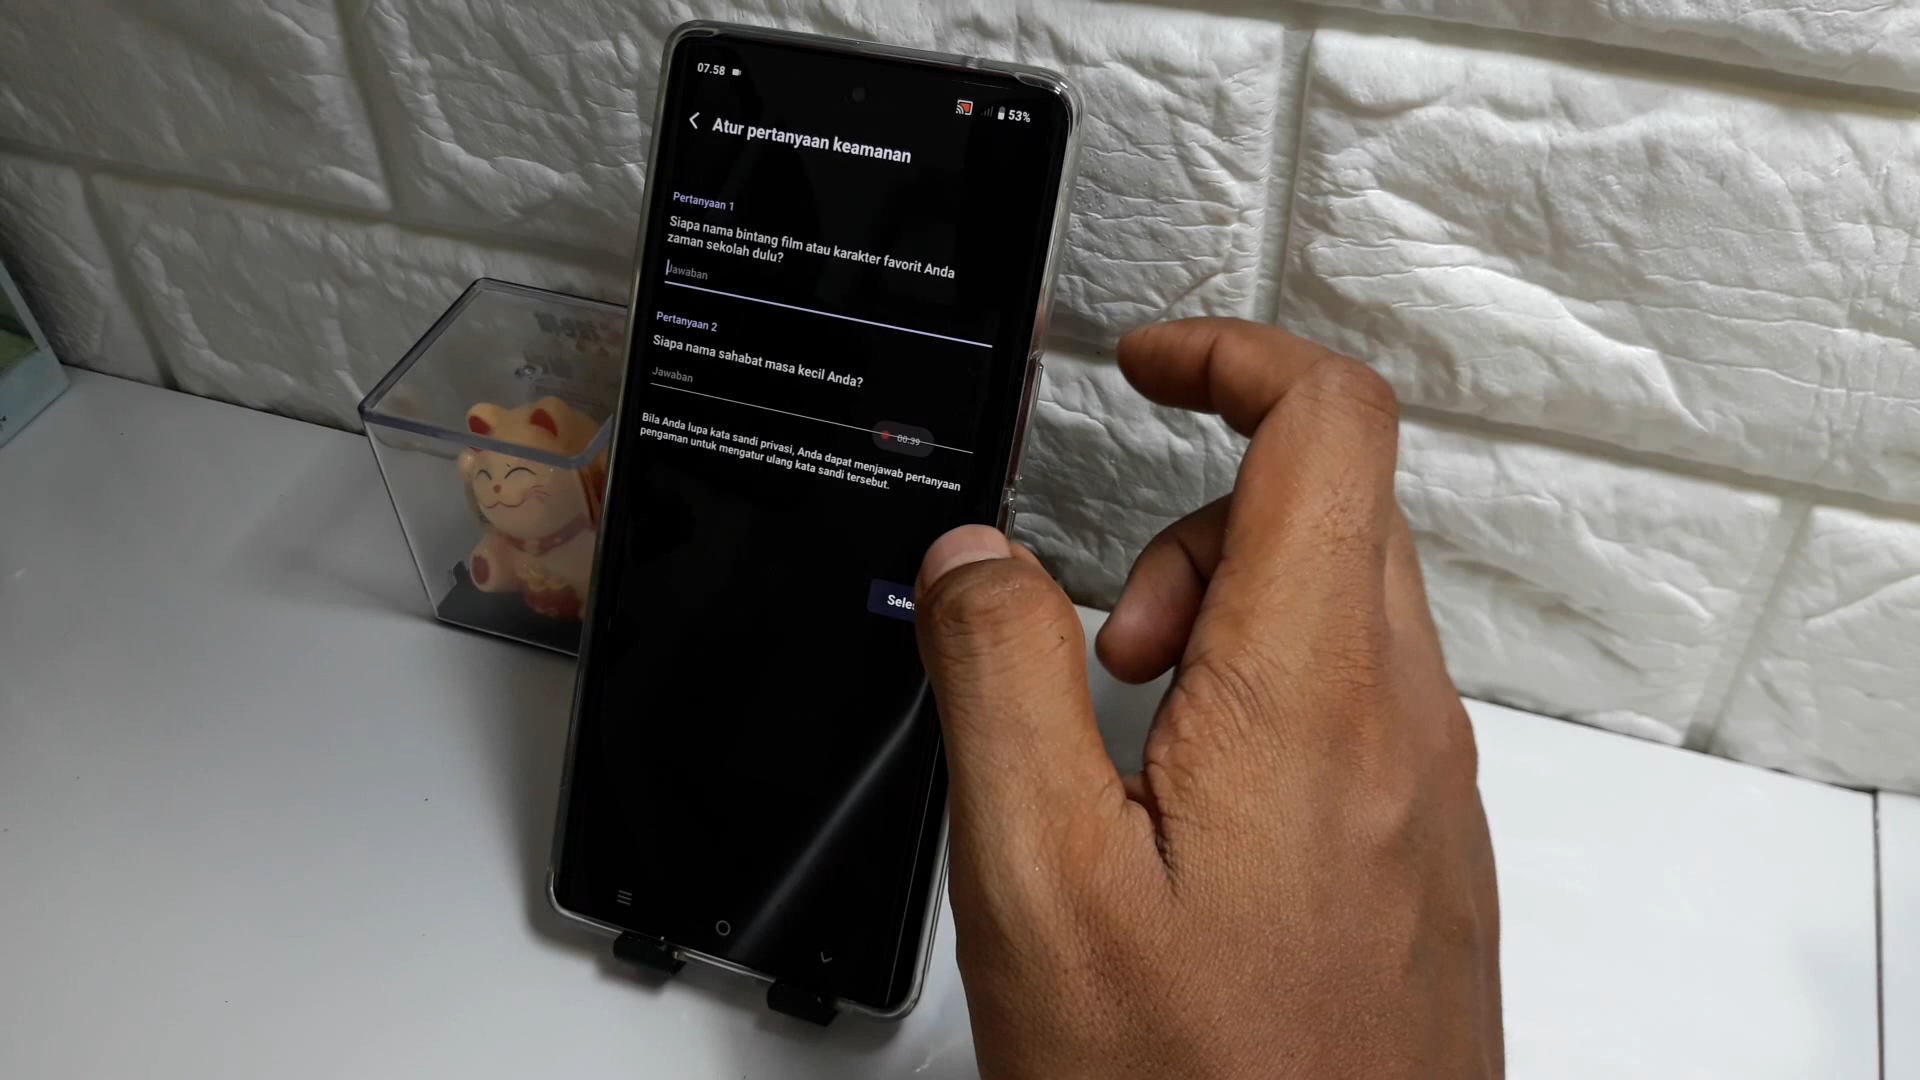 07.58
53%
Atur pertanyaan keamanan
Pertanyaan 1
Siapa nama bintang film atau karakter favorit Anda
zaman sekolah dulu?
Jawaban
Pertanyaan 2
Siapa nama sahabat masa kecil Anda?
Jawaban
00:39
Bila Anda lupa kata sandi privasi, Anda dapat menjawab pertanyaan
pengaman untuk mengatur ulang kata sandi tersebut.